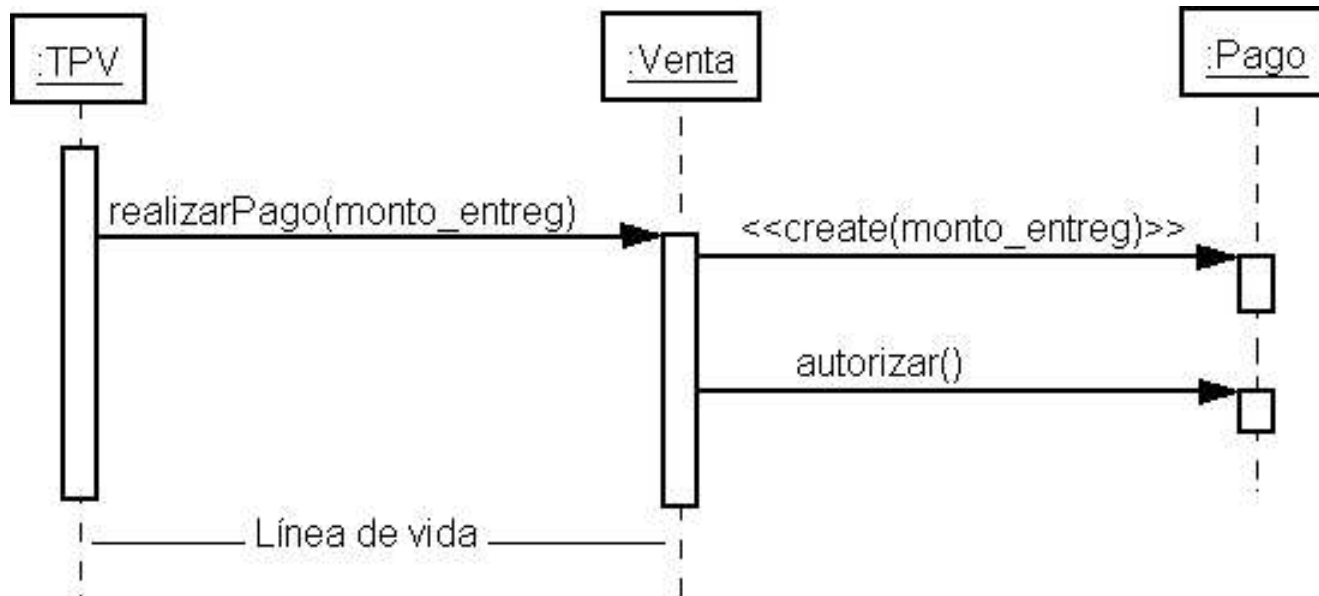 :TPV
:Venta
:Pago
realizarPago(monto_entreg)
<<create(monto_entreg)>>
autorizar()
Línea de vida